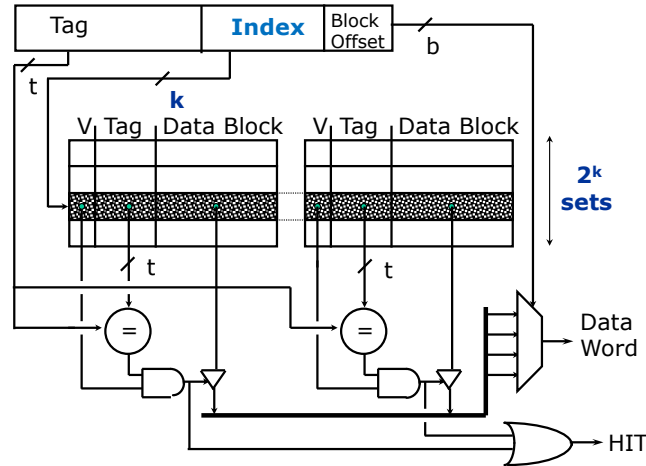 Tag
Index
Block
Offset
t
b
k
V Tag Data Block
V Tag Data Block
2ᵏ
sets
t
t
=
=
Data
Word
HIT